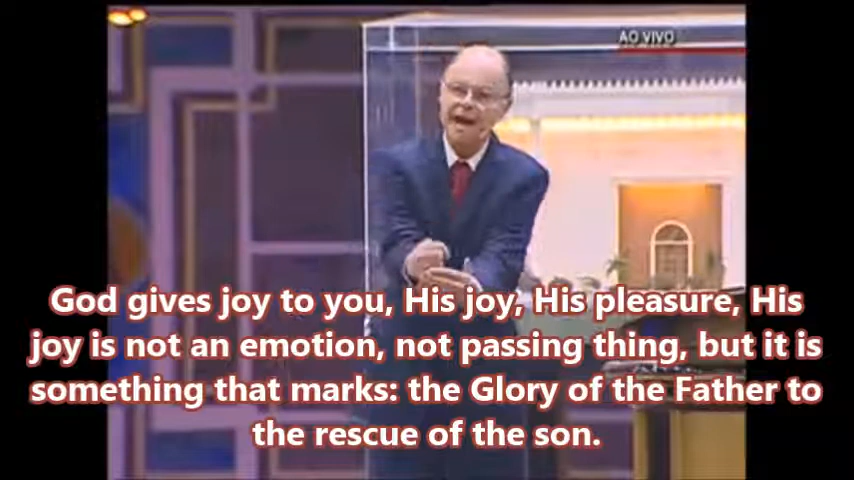 AO VIVO
God gives joy to you, His joy, His pleasure, His
joy is not an emotion, not passing thing, but it is
something that marks: the Glory of the Father to
the rescue of the son.